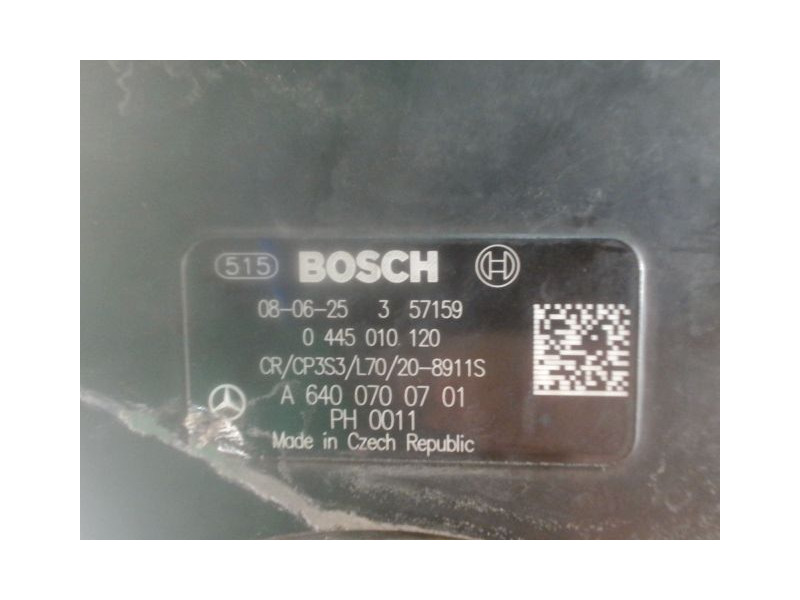 515 BOSCH
08-06-25 3 57159
0 445 010 120
CR/CP3S3/L70/20-8911S
A 640 070 07 01
PH 0011
Made in Czech Republic